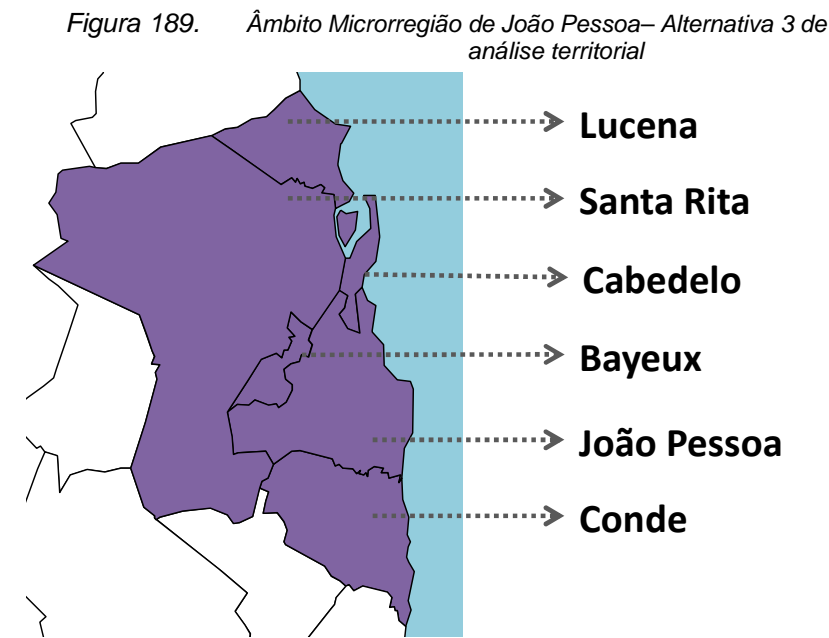 Figura 189. Âmbito Microrregião de João Pessoa– Alternativa 3 de
análise territorial
Lucena
Santa Rita
Cabedelo
Bayeux
João Pessoa
Conde